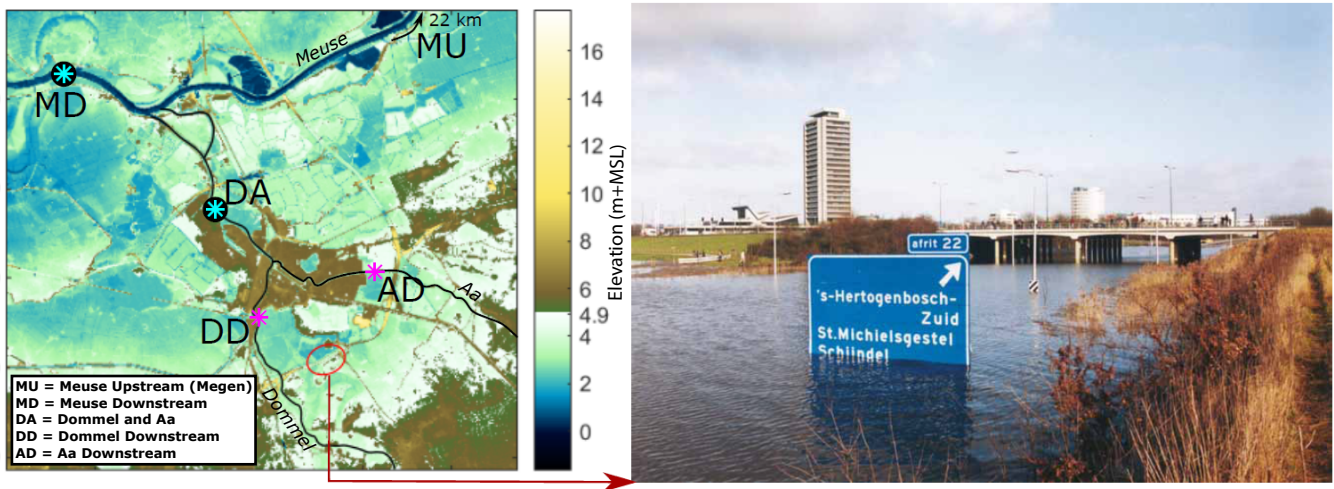 22 km
MU
Meuse
MD
DA
AD
Aa
DD
Dommel
MU = Meuse Upstream (Megen)
MD = Meuse Downstream
DA = Dommel and Aa
DD = Dommel Downstream
AD = Aa Downstream
16
14
12
10
8
6
4.9
4
2
0
Elevation (m+MSL)
afrit 22
's-Hertogenbosch-
Zuid
St.Michielsgestel
Schijndel